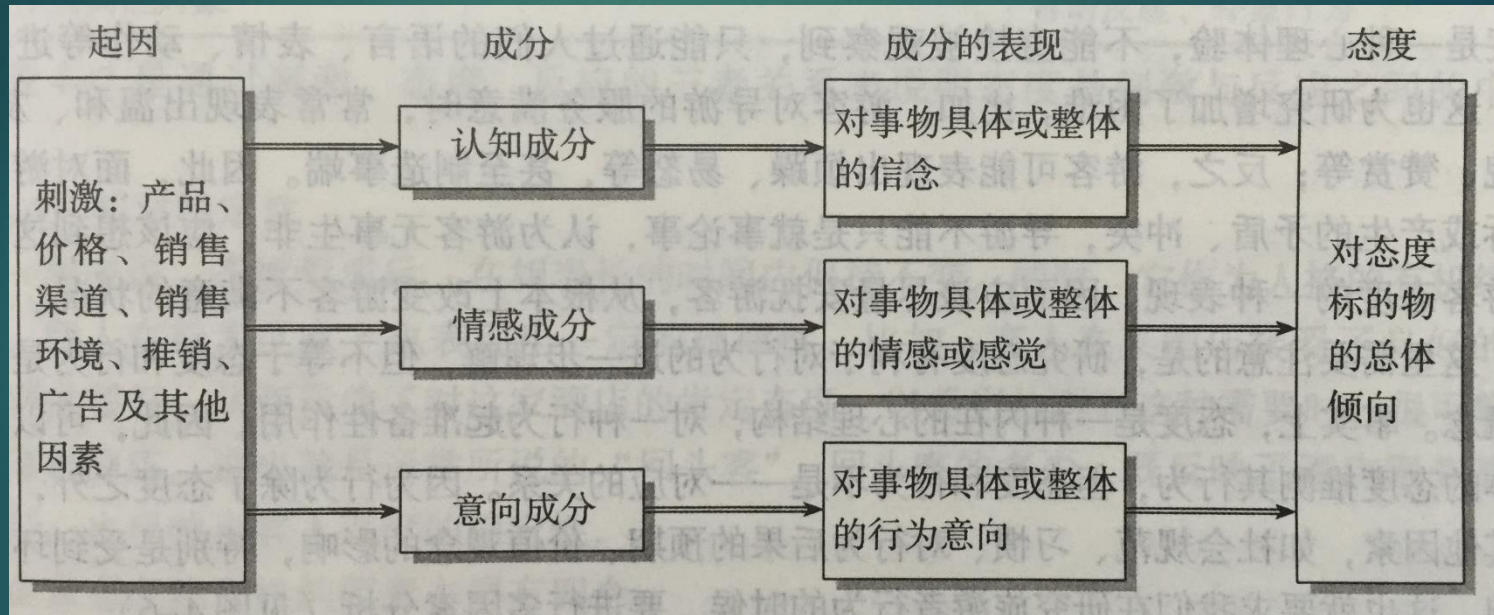 起因
成分
成分的表现
态度
刺激：产品、
价格、销售
渠道、销售
环境、推销
广告及其他
因素
认知成分
情感成分
意向成分
对事物具体或整体
的信念
对事物具体或整体
的情感或感觉
对事物具体或整体
的行为意向
对态度
标的物
的总体
倾向